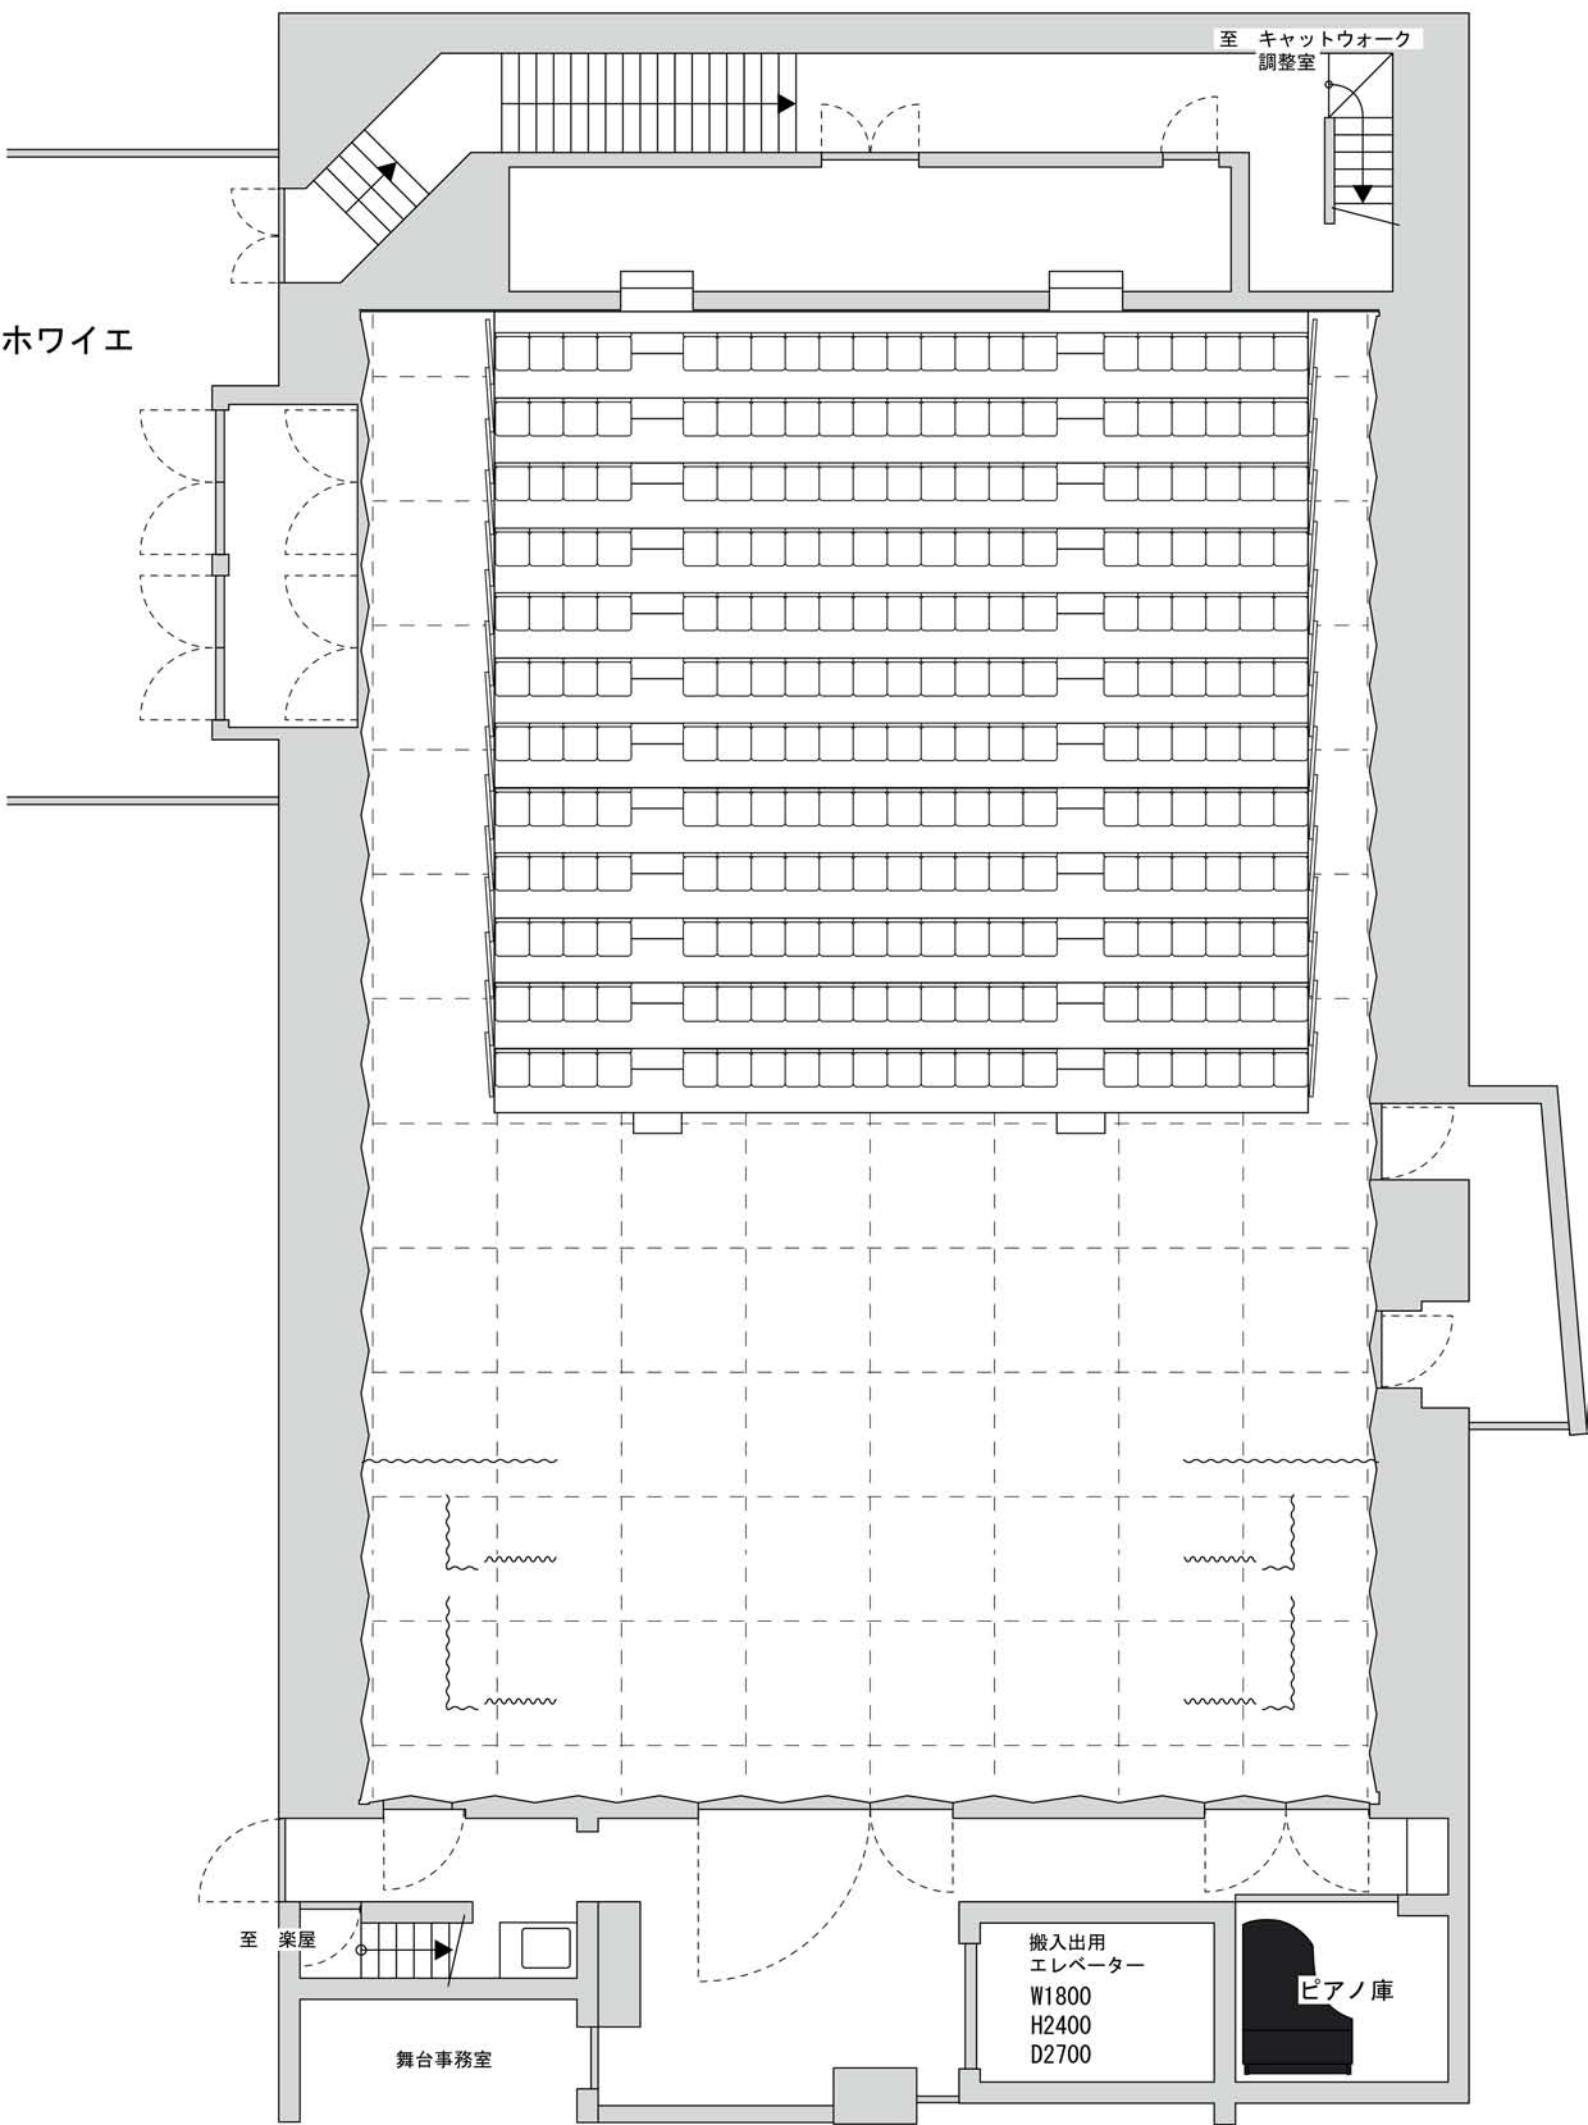 至　キャットウォーク
調整室
ホワイエ
至　楽屋
搬入出用
エレベーター
W1800
H2400
D2700
ピアノ庫
舞台事務室